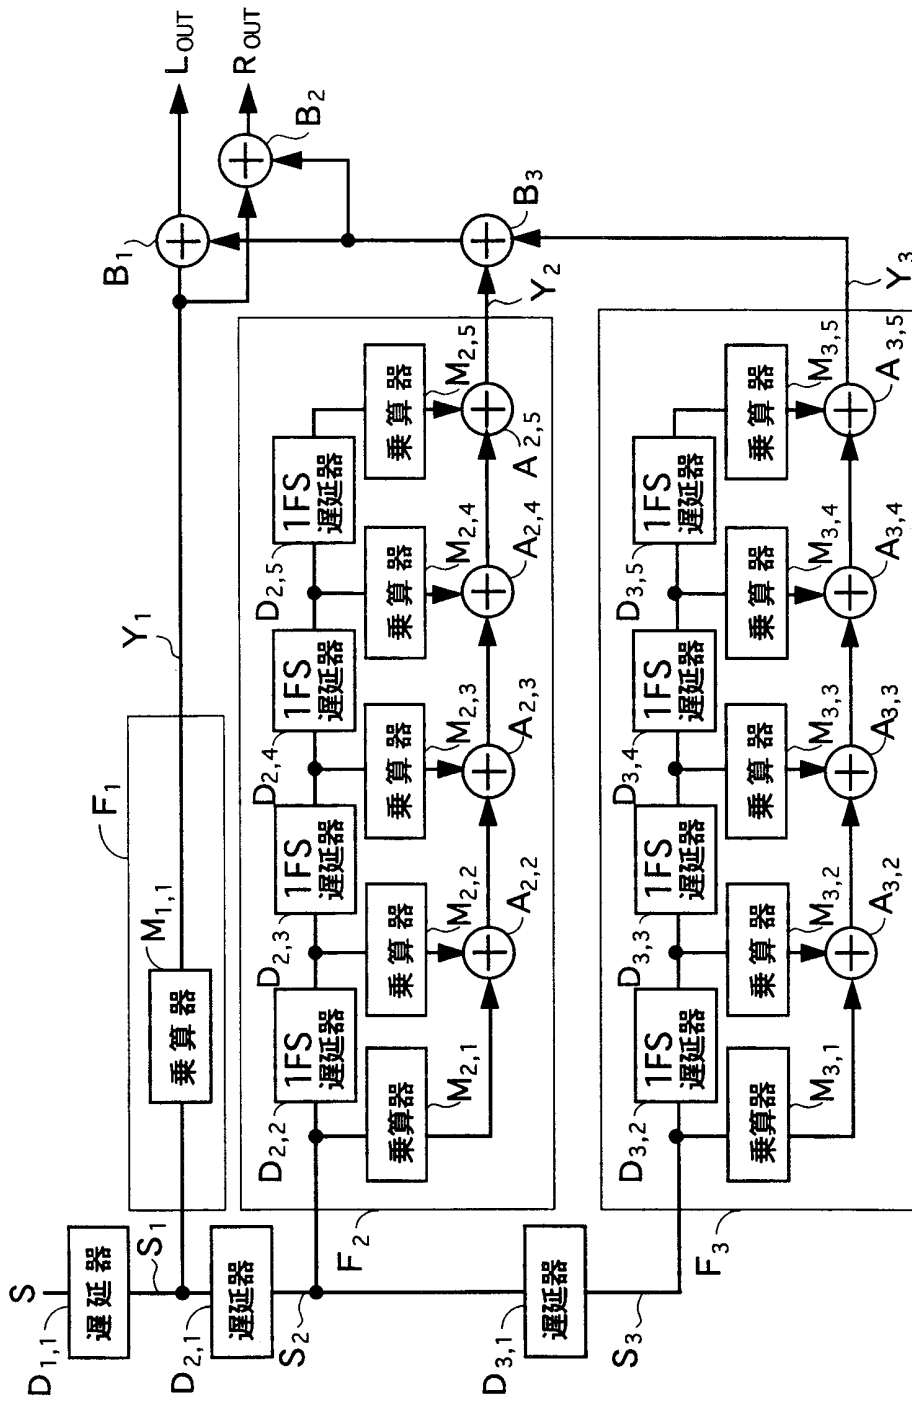 S
D1,1
遅延器
S1
F1
M1,1
乗算器
Y1
B1
LOUT
ROUT
B2
D2,1
遅延器
S2
F2
D2,2
1FS
遅延器
D2,3
1FS
遅延器
D2,4
1FS
遅延器
D2,5
1FS
遅延器
乗算器
M2,1
乗算器
M2,2
乗算器
M2,3
乗算器
M2,4
乗算器
M2,5
A2,2
A2,3
A2,4
A2,5
Y2
B3
D3,1
遅延器
S3
F3
D3,2
1FS
遅延器
D3,3
1FS
遅延器
D3,4
1FS
遅延器
D3,5
1FS
遅延器
乗算器
M3,1
乗算器
M3,2
乗算器
M3,3
乗算器
M3,4
乗算器
M3,5
A3,2
A3,3
A3,4
A3,5
Y3